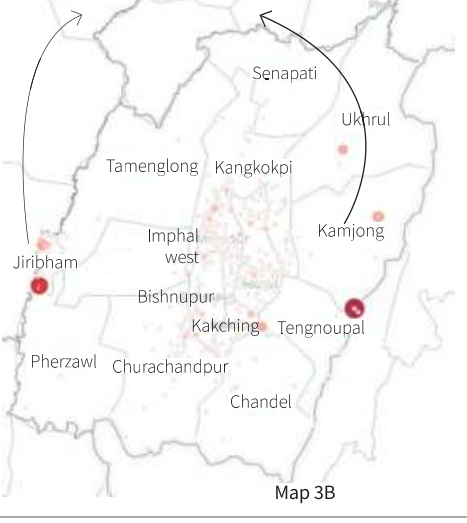 Senapati
Ukhrul
Tamenglong
Kangkokpi
Kamjong
Imphal
west
Jiribham
Bishnupur
Kakching
Tengnoupal
Pherzawl
Churachandpur
Chandel
Map 3B